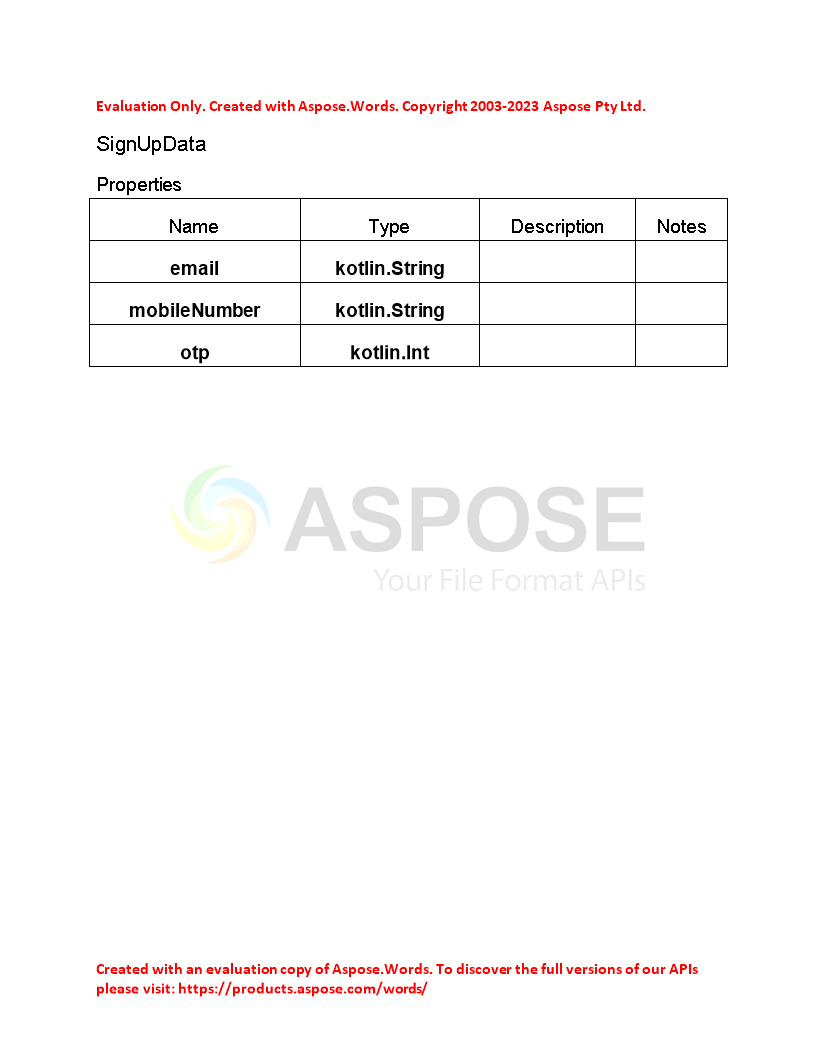 Evaluation Only. Created with Aspose.Words. Copyright 2003-2023 Aspose Pty Ltd.
SignUpData
Properties
Name Type Description Notes
email kotlin.String
mobileNumber kotlin.String
otp kotlin.Int
ASPOSE
Your File Format APIs
Created with an evaluation copy of Aspose.Words. To discover the full versions of our APIs
please visit: https://products.aspose.com/words/